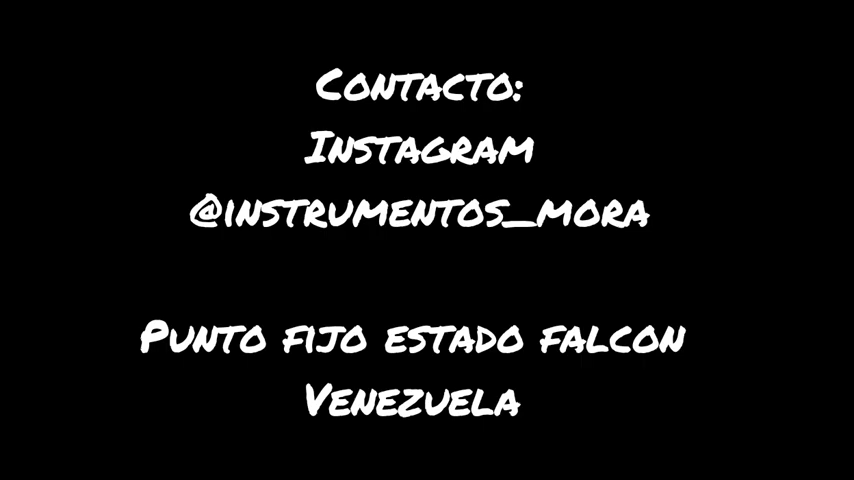 Contacto:
Instagram
@instrumentos_mora
Punto fijo estado falcon
Venezuela